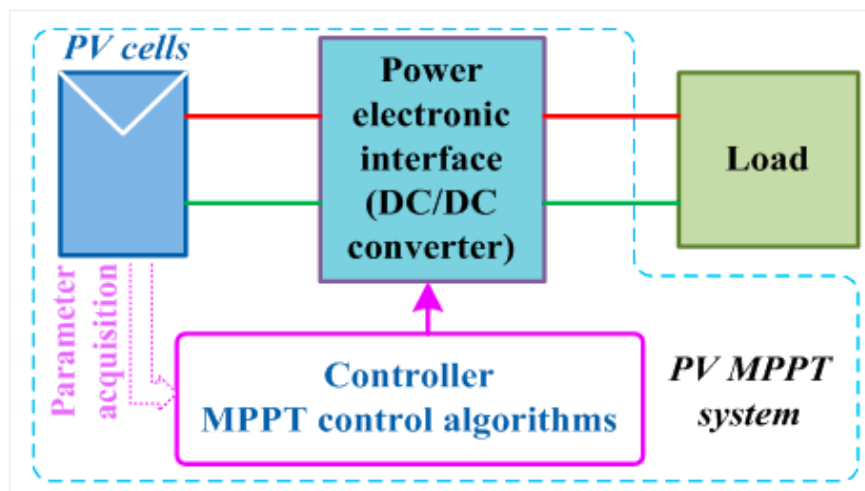 PV cells
Power
electronic
interface
(DC/DC
converter)
Load
Parameter
acquisition
Controller
MPPT control algorithms
PV MPPT
system